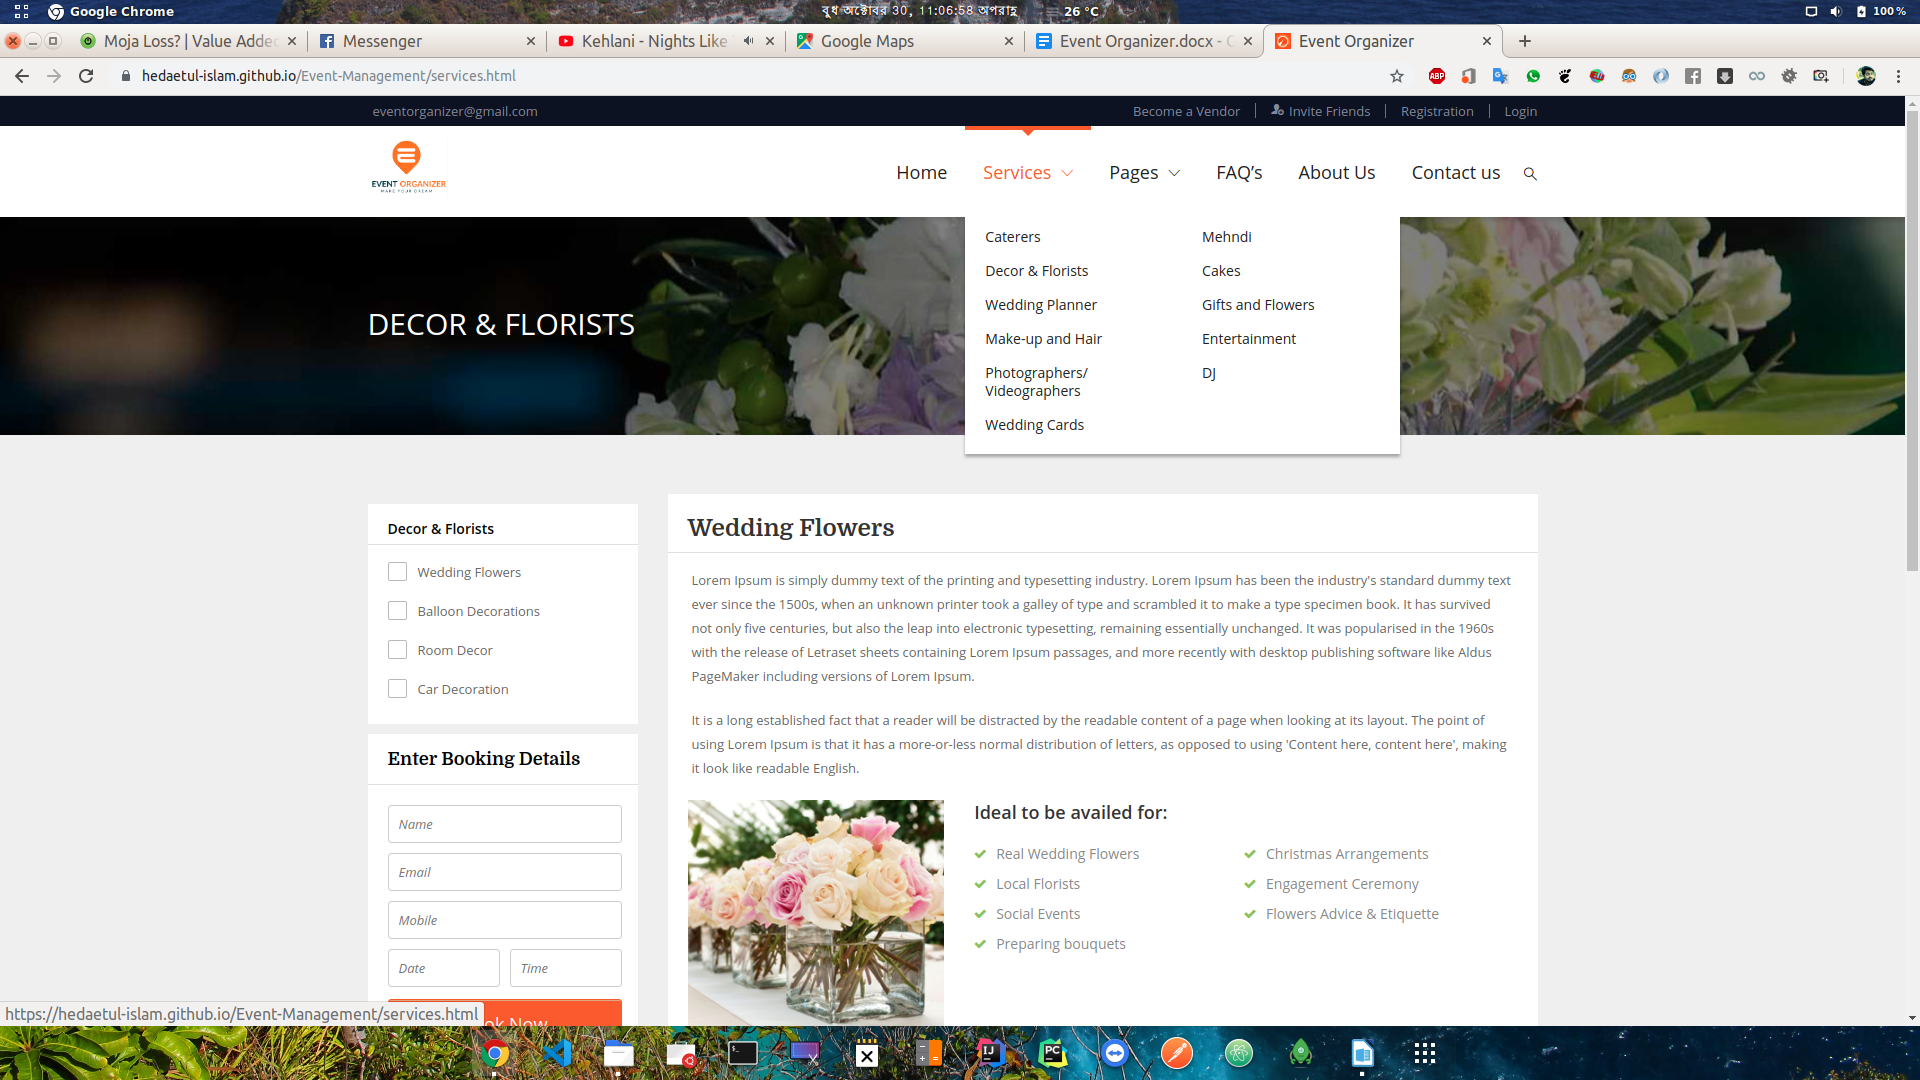 Google Chrome
বুধ অক্টোবর 30, 11:06:58 অপরাহ্ণ
26 °C
100 %
Moja Loss? | Value Added
Messenger
Kehlani - Nights Like
Google Maps
Event Organizer.docx - G
Event Organizer
hedaetul-islam.github.io/Event-Management/services.html
eventorganizer@gmail.com
Become a Vendor
Invite Friends
Registration
Login
EVENT ORGANIZER
MAKE YOUR DREAM
Home
Services
Pages
FAQ’s
About Us
Contact us
Caterers
Decor & Florists
Wedding Planner
Make-up and Hair
Photographers/
Videographers
Wedding Cards
Mehndi
Cakes
Gifts and Flowers
Entertainment
DJ
DECOR & FLORISTS
Decor & Florists
Wedding Flowers
Balloon Decorations
Room Decor
Car Decoration
Enter Booking Details
Name
Email
Mobile
Date
Time
ok Now
Wedding Flowers
Lorem Ipsum is simply dummy text of the printing and typesetting industry. Lorem Ipsum has been the industry's standard dummy text
ever since the 1500s, when an unknown printer took a galley of type and scrambled it to make a type specimen book. It has survived
not only five centuries, but also the leap into electronic typesetting, remaining essentially unchanged. It was popularised in the 1960s
with the release of Letraset sheets containing Lorem Ipsum passages, and more recently with desktop publishing software like Aldus
PageMaker including versions of Lorem Ipsum.
It is a long established fact that a reader will be distracted by the readable content of a page when looking at its layout. The point of
using Lorem Ipsum is that it has a more-or-less normal distribution of letters, as opposed to using 'Content here, content here', making
it look like readable English.
Ideal to be availed for:
Real Wedding Flowers
Local Florists
Social Events
Preparing bouquets
Christmas Arrangements
Engagement Ceremony
Flowers Advice & Etiquette
https://hedaetul-islam.github.io/Event-Management/services.html
ABP
IJ
PC